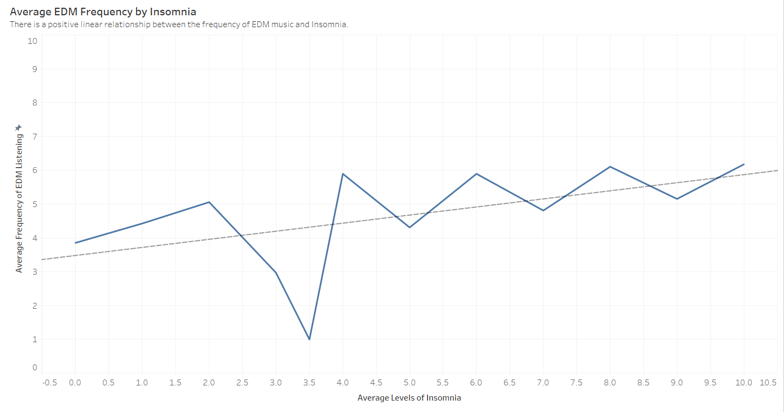 Average EDM Frequency by Insomnia
There is a positive linear relationship between the frequency of EDM music and Insomnia.
10
9
8
7
6
5
4
3
2
1
0
Average Frequency of EDM Listening
-0.5 0.0 0.5 1.0 1.5 2.0 2.5 3.0 3.5 4.0 4.5 5.0 5.5 6.0 6.5 7.0 7.5 8.0 8.5 9.0 9.5 10.0 10.5
Average Levels of Insomnia